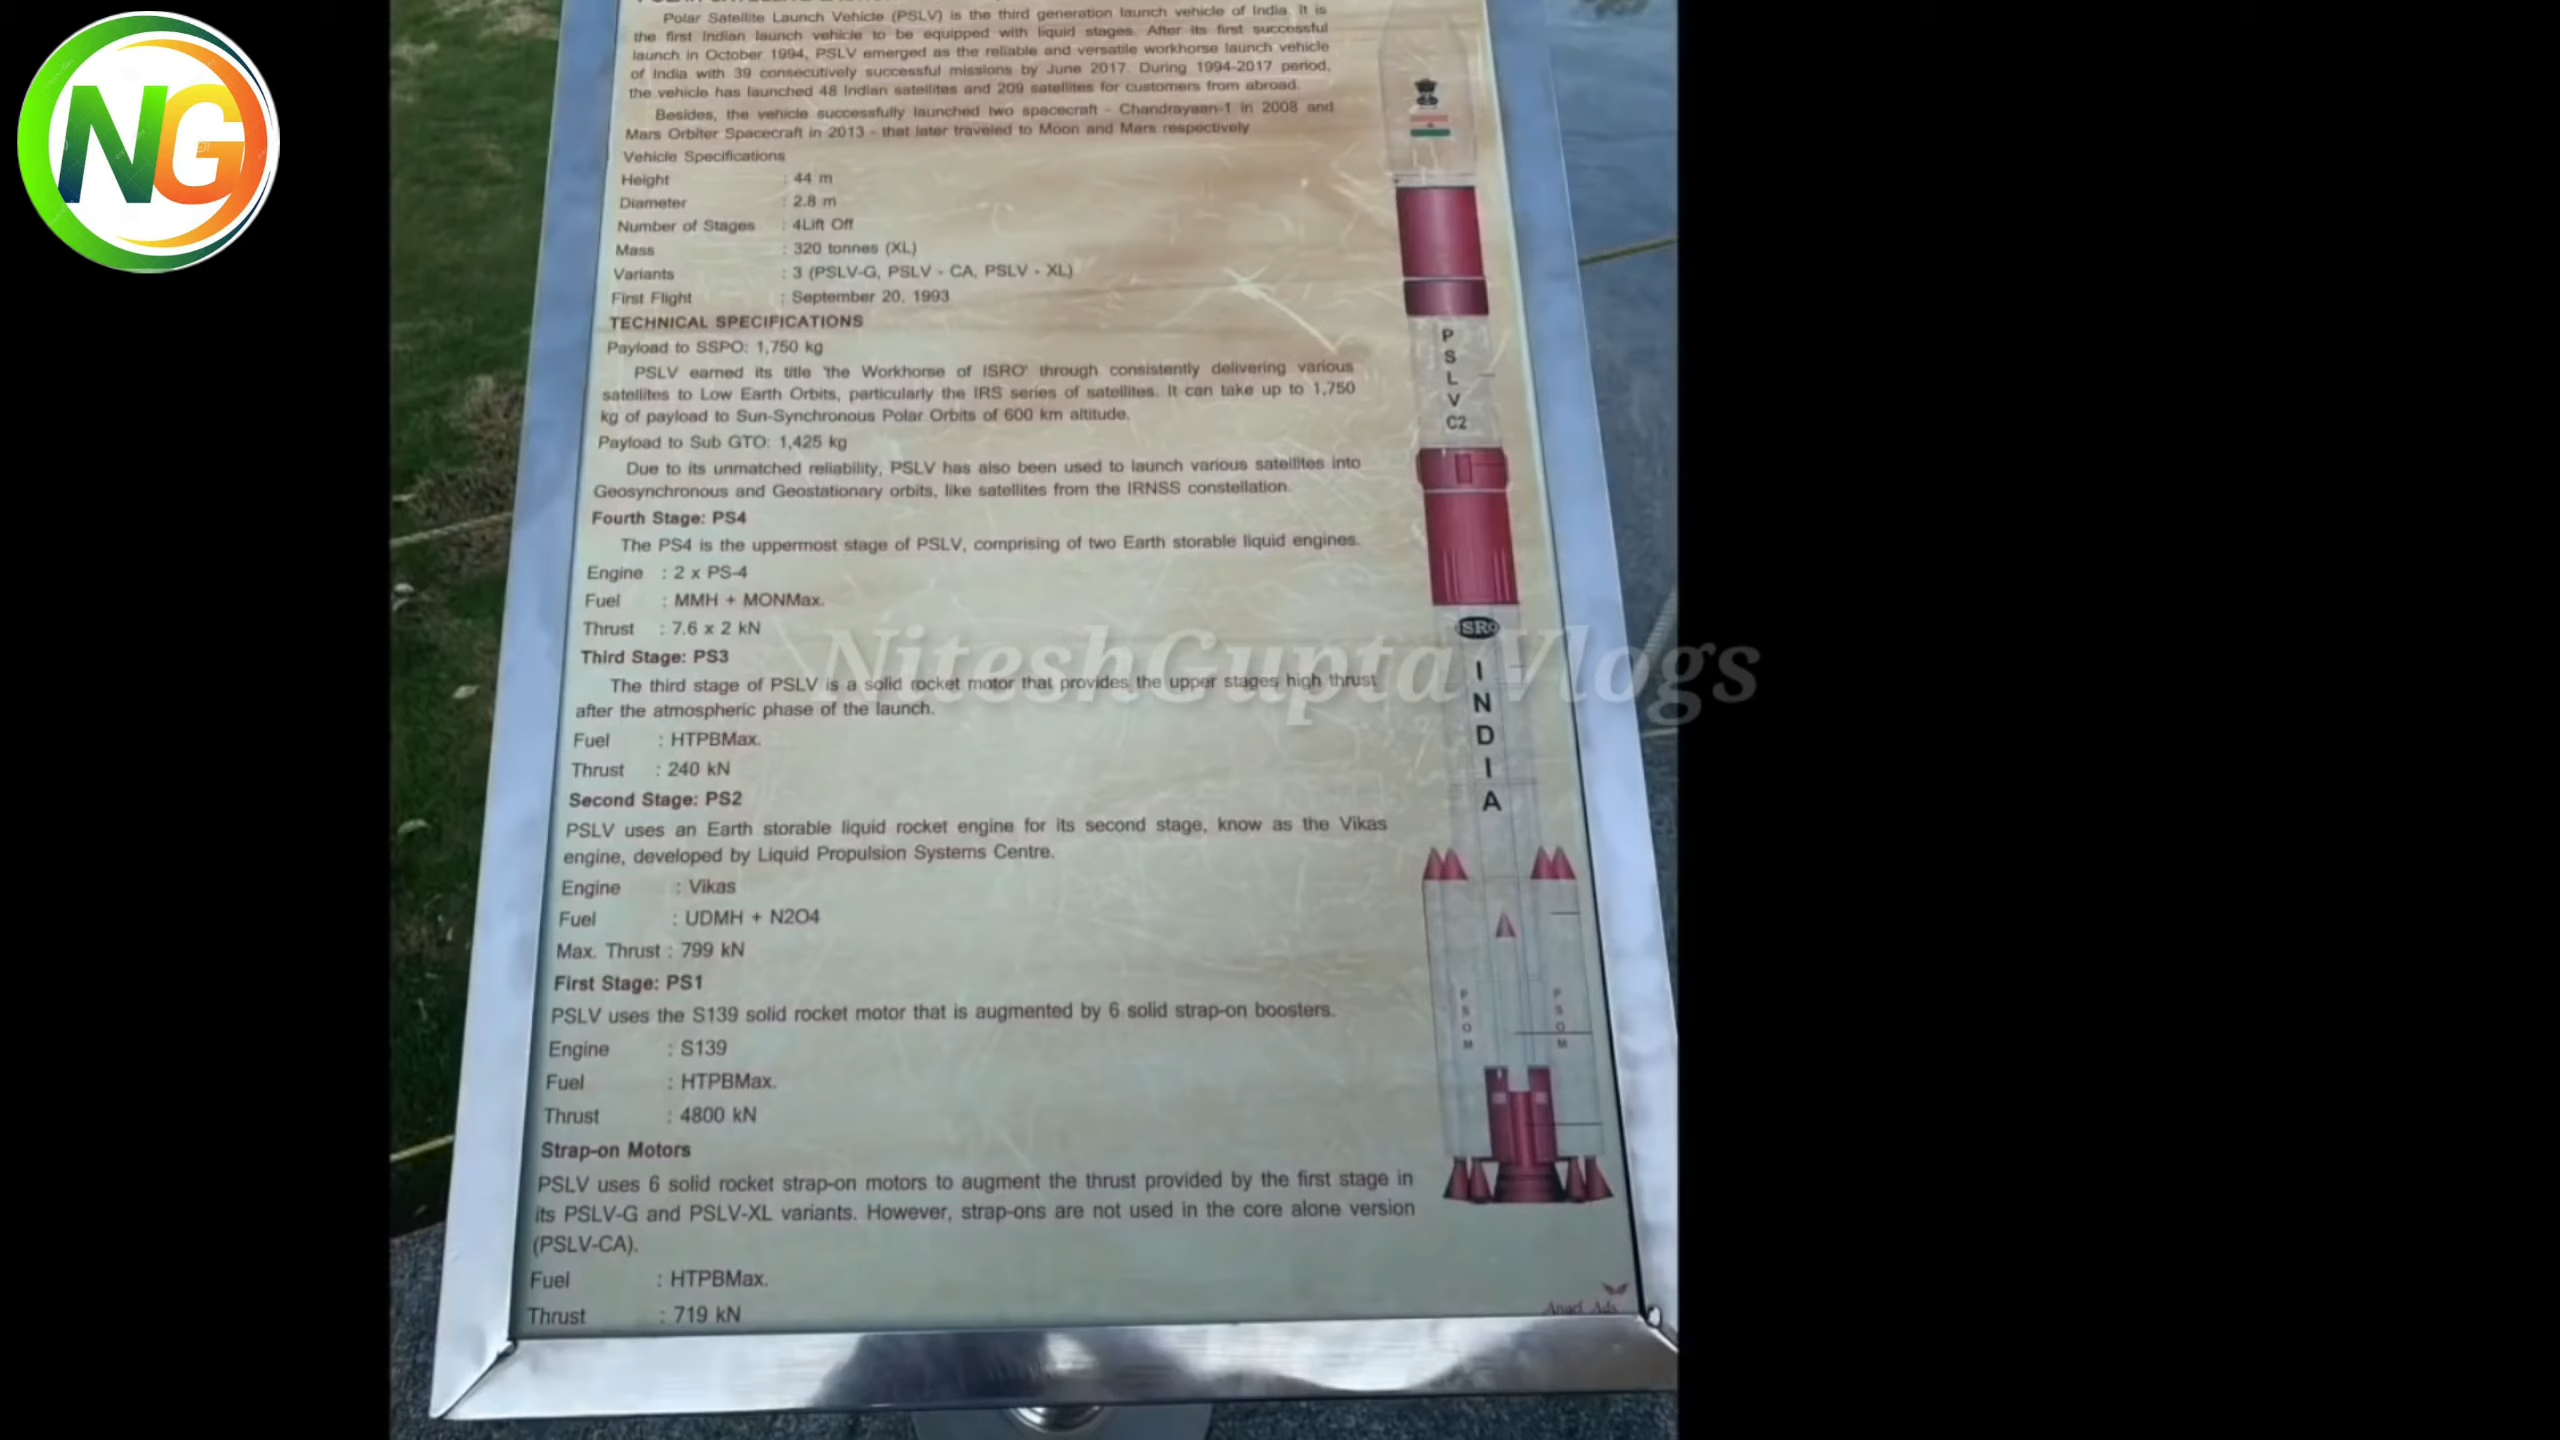 NG
Polar Satellite Launch Vehicle (PSLV) is the third generation launch vehicle of India. It is
the first Indian launch vehicle to be equipped with liquid stages. After its first successful
launch in October 1994, PSLV emerged as the reliable and versatile workhorse launch vehicle
of India with 39 consecutively successful missions by June 2017. During 1994-2017 period,
the vehicle has launched 48 Indian satellites and 209 satellites for customers from abroad.
Besides, the vehicle successfully launched two spacecraft - Chandrayaan-1 in 2008 and
Mars Orbiter Spacecraft in 2013 - that later traveled to Moon and Mars respectively
Vehicle Specifications
Height : 44 m
Diameter : 2.8 m
Number of Stages : 4Lift Off
Mass : 320 tonnes (XL)
Variants : 3 (PSLV-G, PSLV - CA, PSLV - XL)
First Flight : September 20, 1993
TECHNICAL SPECIFICATIONS
Payload to SSPO: 1,750 kg
PSLV earned its title 'the Workhorse of ISRO' through consistently delivering various
satellites to Low Earth Orbits, particularly the IRS series of satellites. It can take up to 1,750
kg of payload to Sun-Synchronous Polar Orbits of 600 km altitude.
Payload to Sub GTO: 1,425 kg
Due to its unmatched reliability, PSLV has also been used to launch various satellites into
Geosynchronous and Geostationary orbits, like satellites from the IRNSS constellation.
Fourth Stage: PS4
The PS4 is the uppermost stage of PSLV, comprising of two Earth storable liquid engines.
Engine : 2 x PS-4
Fuel : MMH + MONMax.
Thrust : 7.6 x 2 kN
Third Stage: PS3
The third stage of PSLV is a solid rocket motor that provides the upper stages high thrust
after the atmospheric phase of the launch.
Fuel : HTPBMax.
Thrust : 240 kN
Second Stage: PS2
PSLV uses an Earth storable liquid rocket engine for its second stage, know as the Vikas
engine, developed by Liquid Propulsion Systems Centre.
Engine : Vikas
Fuel : UDMH + N2O4
Max. Thrust : 799 kN
First Stage: PS1
PSLV uses the S139 solid rocket motor that is augmented by 6 solid strap-on boosters.
Engine : S139
Fuel : HTPBMax.
Thrust : 4800 kN
Strap-on Motors
PSLV uses 6 solid rocket strap-on motors to augment the thrust provided by the first stage in
its PSLV-G and PSLV-XL variants. However, strap-ons are not used in the core alone version
(PSLV-CA).
Fuel : HTPBMax.
Thrust : 719 kN
PSLV C2
ISRO
INDIA
PSOM
PSOM
Angel Ads
NiteshGupta Vlogs